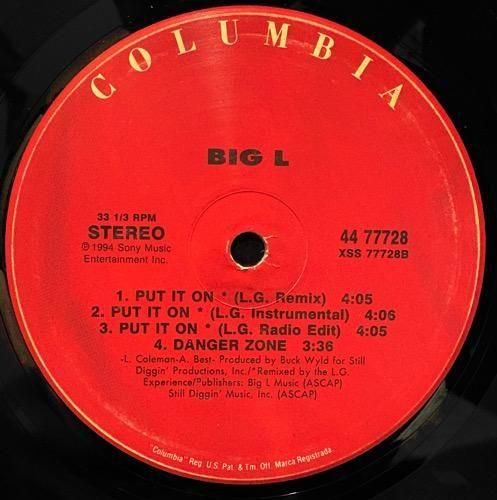 COLUMBIA
BIG L
33 1/3 RPM
STEREO
℗ 1994 Sony Music
Entertainment Inc.
44 77728
XSS 77728B
1. PUT IT ON * (L.G. Remix) 4:05
2. PUT IT ON * (L.G. Instrumental) 4:06
3. PUT IT ON * (L.G. Radio Edit) 4:05
4. DANGER ZONE 3:36
-L. Coleman-A. Best- Produced by Buck Wyld for Still
Diggin' Productions, Inc./*Remixed by the L.G.
Experience/Publishers: Big L Music (ASCAP)
Still Diggin' Music, Inc. (ASCAP)
"Columbia" Reg. U.S. Pat. & Tm. Off. Marca Registrada.